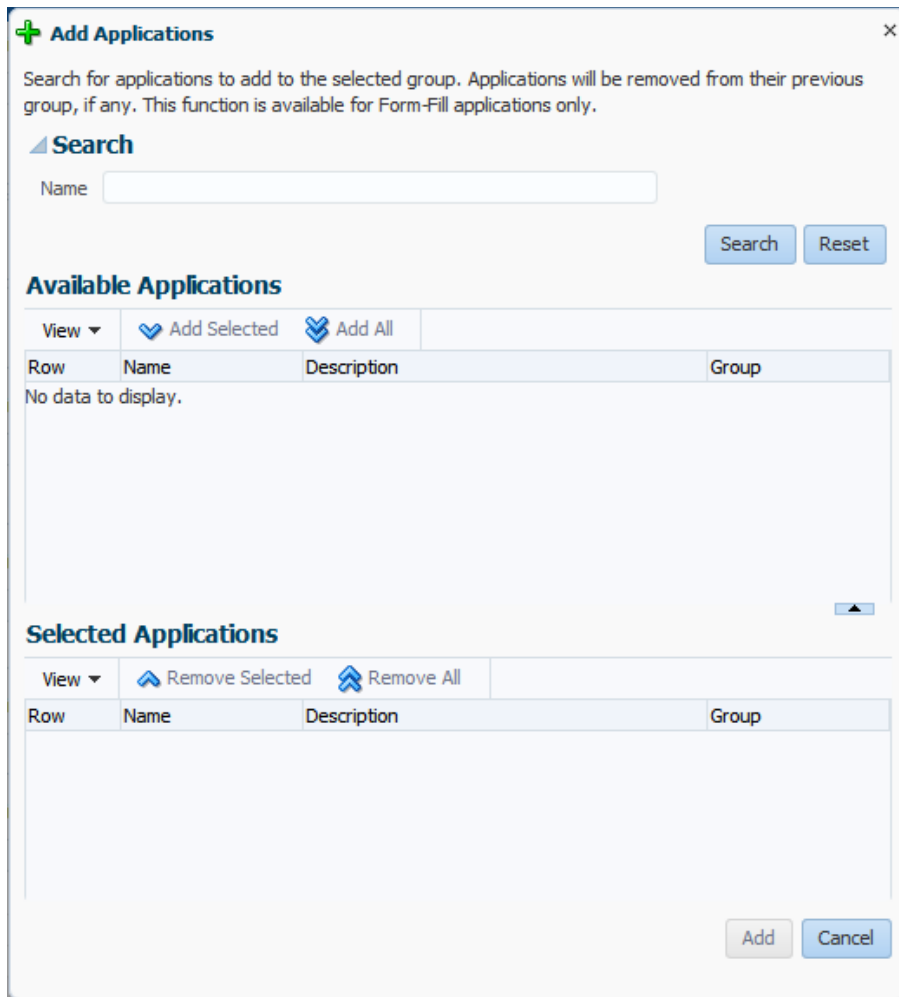 Add Applications
Search for applications to add to the selected group. Applications will be removed from their previous
group, if any. This function is available for Form-Fill applications only.
Search
Name
Search Reset
Available Applications
View Add Selected Add All
Row Name Description Group
No data to display.
Selected Applications
View Remove Selected Remove All
Row Name Description Group
Add Cancel